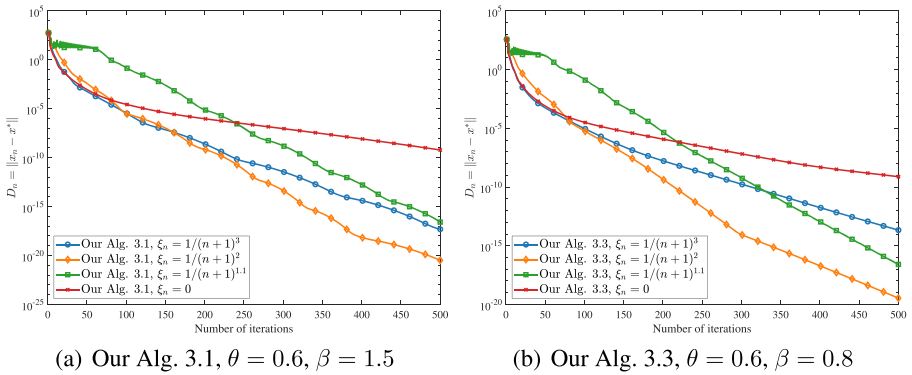 10^5
10^0
10^-5
10^-10
10^-15
10^-20
10^-25
D_n = ||x_n − x*||
Our Alg. 3.1, ξ_n = 1/(n + 1)^3
Our Alg. 3.1, ξ_n = 1/(n + 1)^2
Our Alg. 3.1, ξ_n = 1/(n + 1)^1.1
Our Alg. 3.1, ξ_n = 0
0 50 100 150 200 250 300 350 400 450 500
Number of iterations
(a) Our Alg. 3.1, θ = 0.6, β = 1.5
10^5
10^0
10^-5
10^-10
10^-15
10^-20
D_n = ||x_n − x*||
Our Alg. 3.3, ξ_n = 1/(n + 1)^3
Our Alg. 3.3, ξ_n = 1/(n + 1)^2
Our Alg. 3.3, ξ_n = 1/(n + 1)^1.1
Our Alg. 3.3, ξ_n = 0
0 50 100 150 200 250 300 350 400 450 500
Number of iterations
(b) Our Alg. 3.3, θ = 0.6, β = 0.8